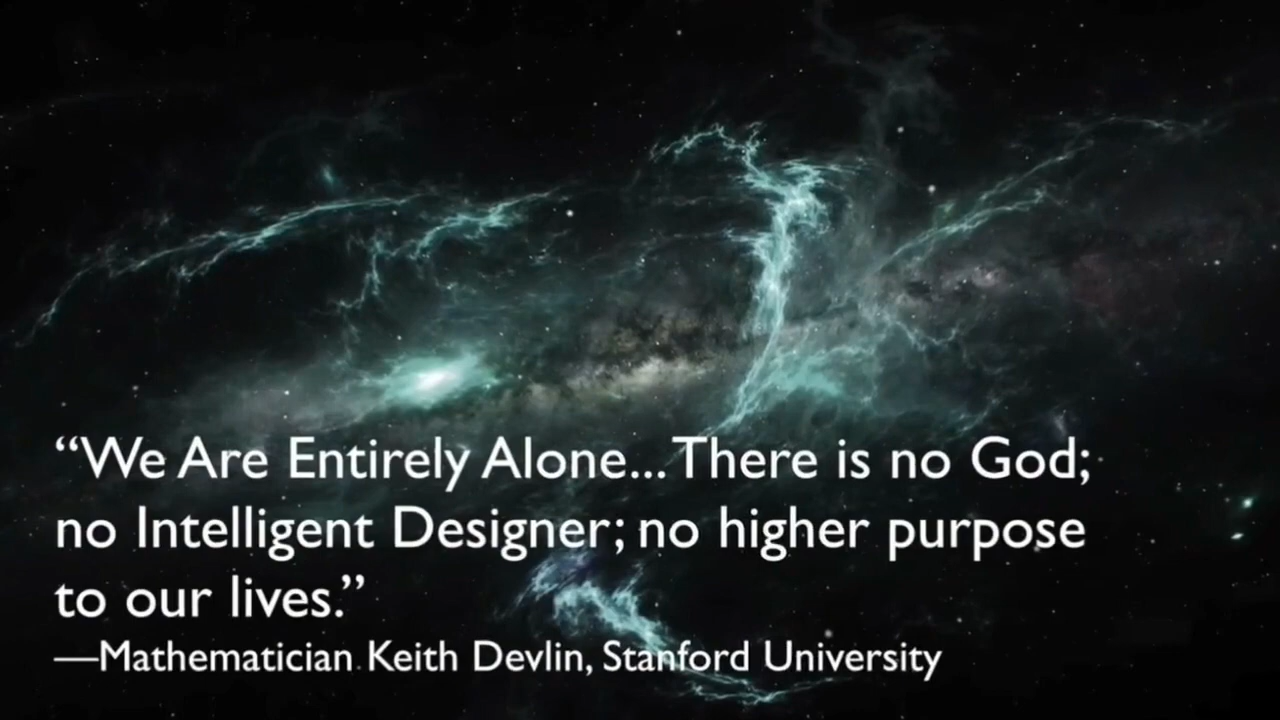 “We Are Entirely Alone... There is no God;
no Intelligent Designer; no higher purpose
to our lives.”
—Mathematician Keith Devlin, Stanford University